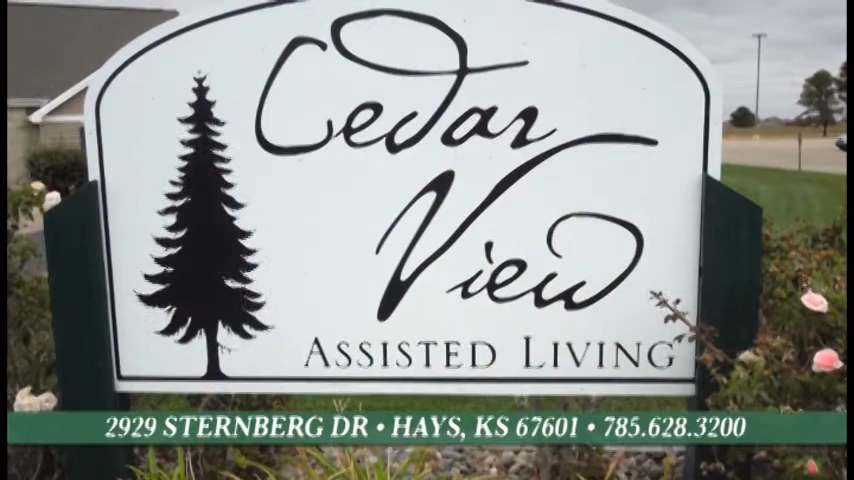 Cedar
View
ASSISTED LIVING
2929 STERNBERG DR • HAYS, KS 67601 • 785.628.3200